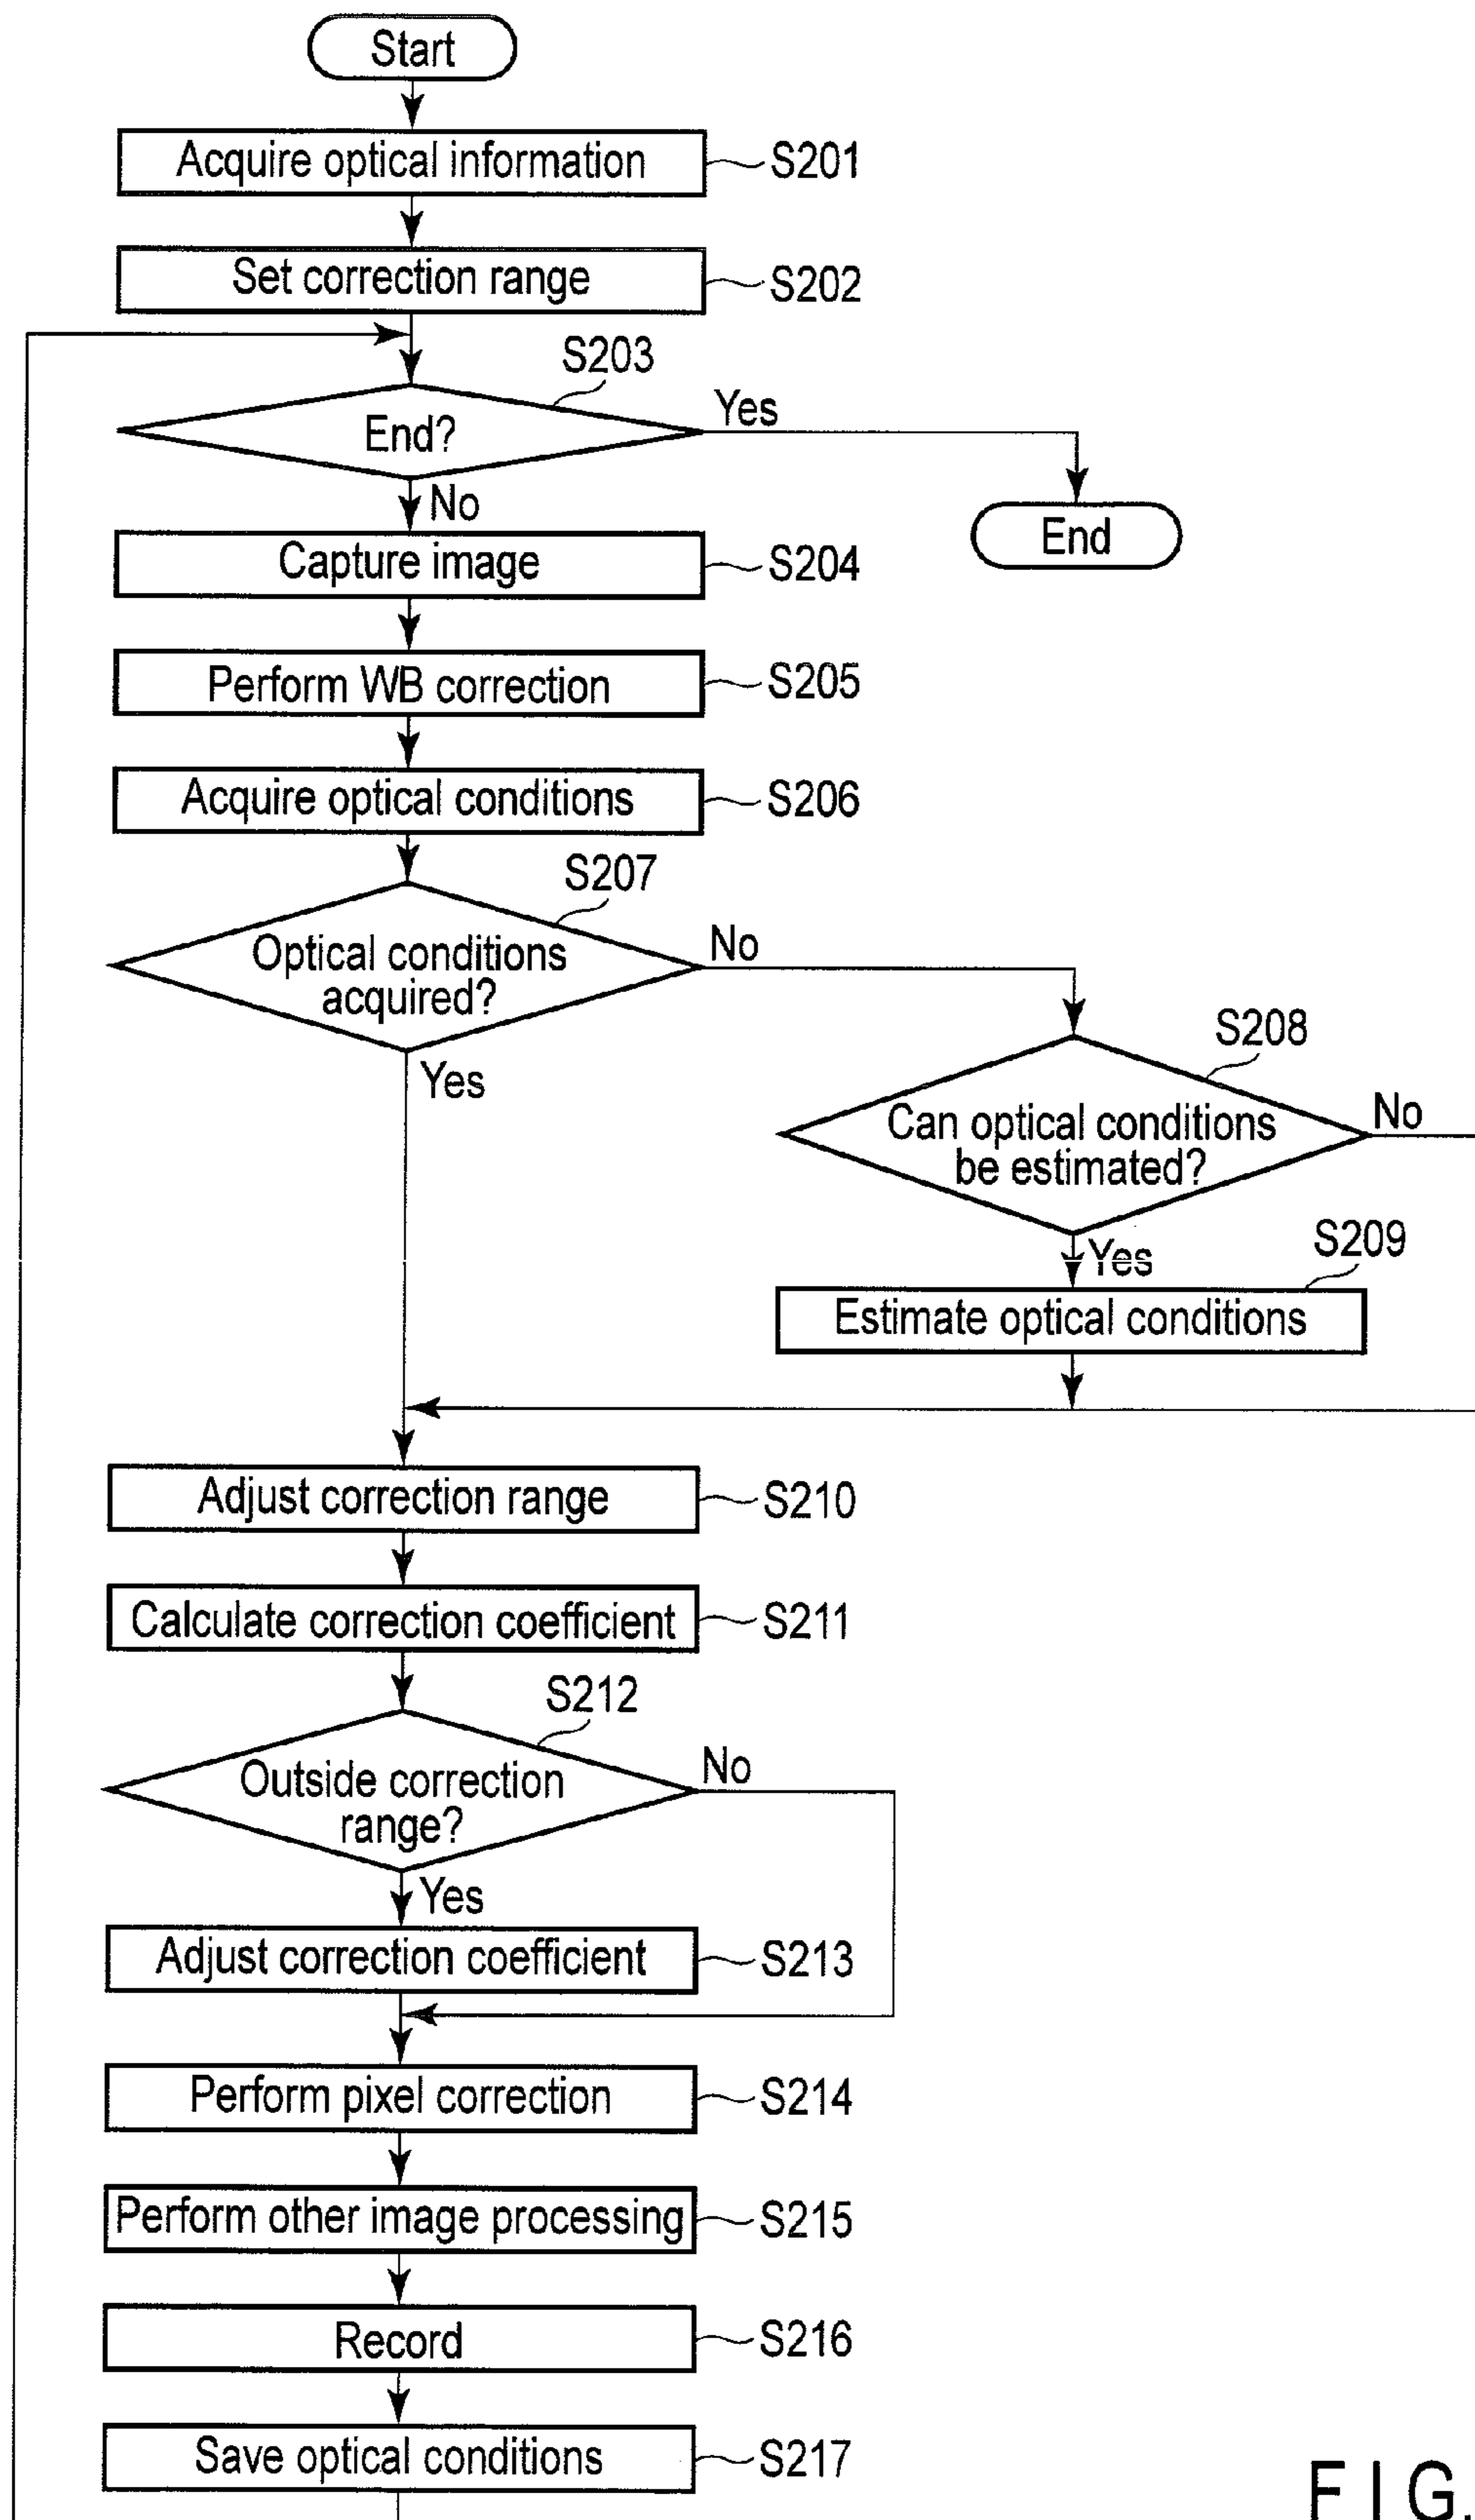 Start
Acquire optical information
S201
Set correction range
S202
S203
End?
Yes
No
End
Capture image
S204
Perform WB correction
S205
Acquire optical conditions
S206
S207
Optical conditions
acquired?
No
Yes
S208
Can optical conditions
be estimated?
No
Yes
S209
Estimate optical conditions
Adjust correction range
S210
Calculate correction coefficient
S211
S212
Outside correction
range?
No
Yes
Adjust correction coefficient
S213
Perform pixel correction
S214
Perform other image processing
S215
Record
S216
Save optical conditions
S217
FIG.